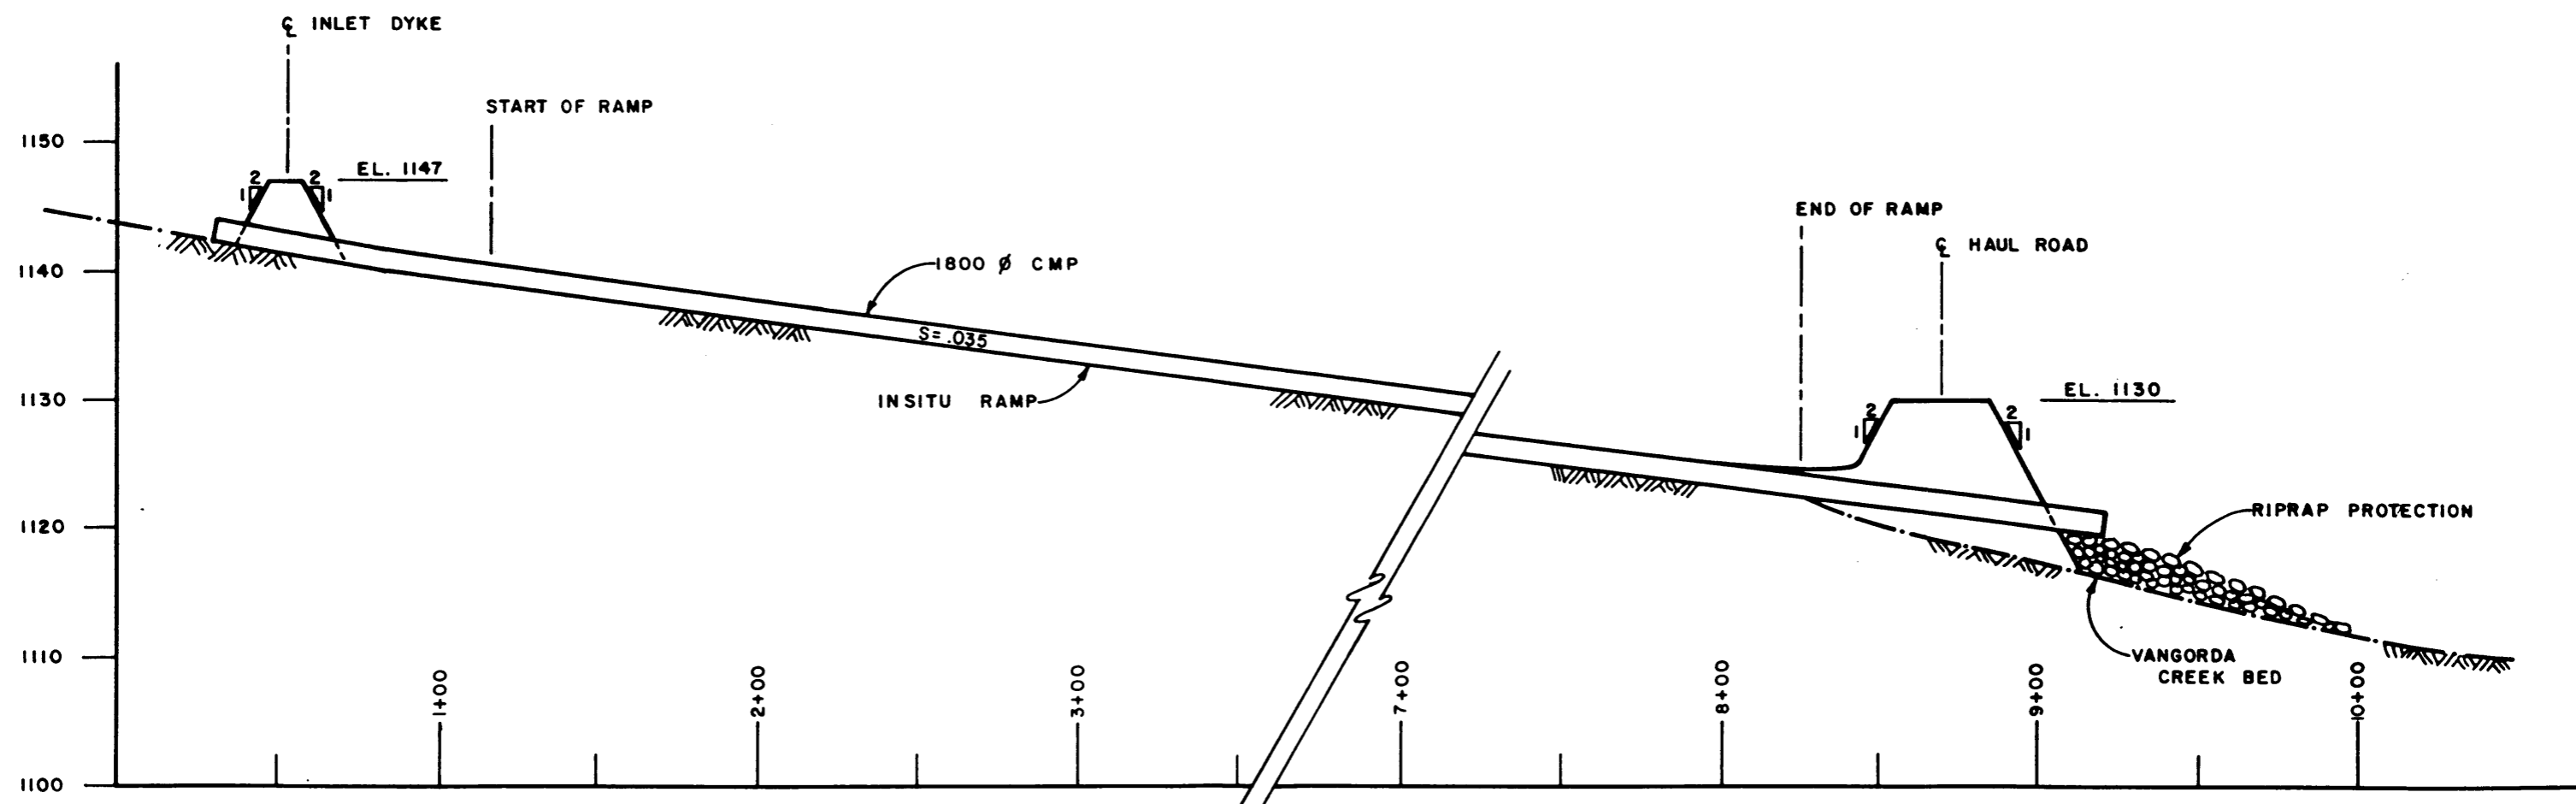 ℄ INLET DYKE
START OF RAMP
1150
EL. 1147
2
1
2
1
END OF RAMP
℄ HAUL ROAD
1140
1800 Ø CMP
S= .035
INSITU RAMP
1130
EL. 1130
2
1
2
1
1120
RIPRAP PROTECTION
1110
VANGORDA
CREEK BED
1+00
2+00
3+00
7+00
8+00
9+00
10+00
1100